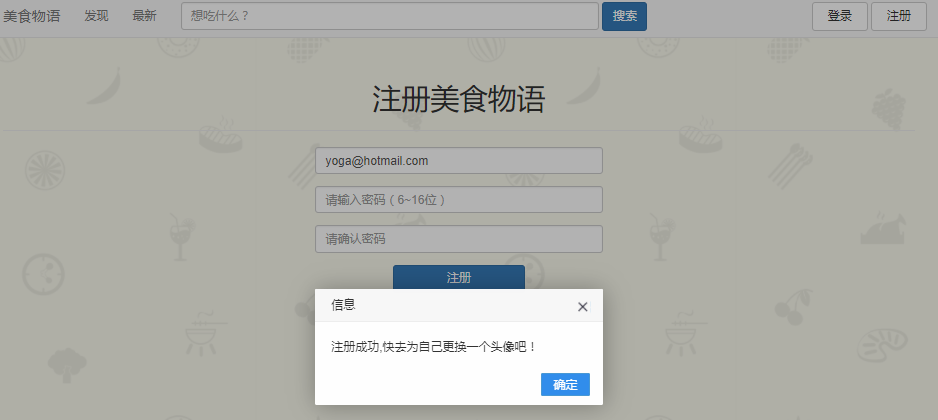 美食物语 发现 最新 想吃什么？ 搜索 登录 注册
注册美食物语
yoga@hotmail.com
请输入密码（6~16位）
请确认密码
注册
信息
注册成功,快去为自己更换一个头像吧！
确定